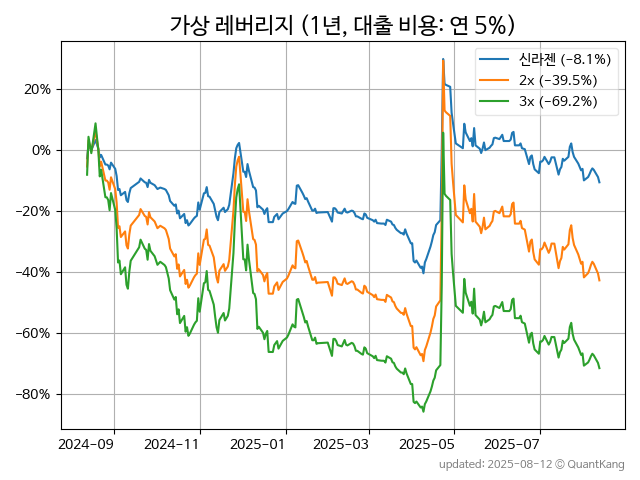 가상 레버리지 (1년, 대출 비용: 연 5%)
신라젠 (−8.1%)
2x (−39.5%)
3x (−69.2%)
20%
0%
−20%
−40%
−60%
−80%
2024-09 2024-11 2025-01 2025-03 2025-05 2025-07
updated: 2025-08-12 © QuantKang